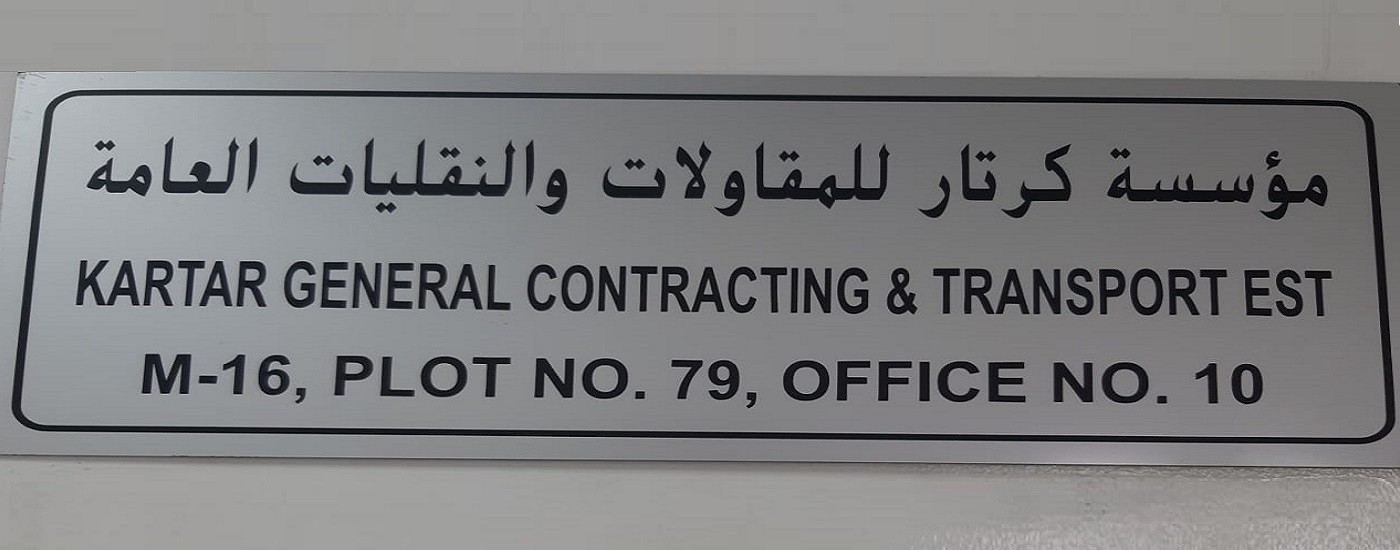 مؤسسة كرتار للمقاولات والنقليات العامة
KARTAR GENERAL CONTRACTING & TRANSPORT EST
M-16, PLOT NO. 79, OFFICE NO. 10